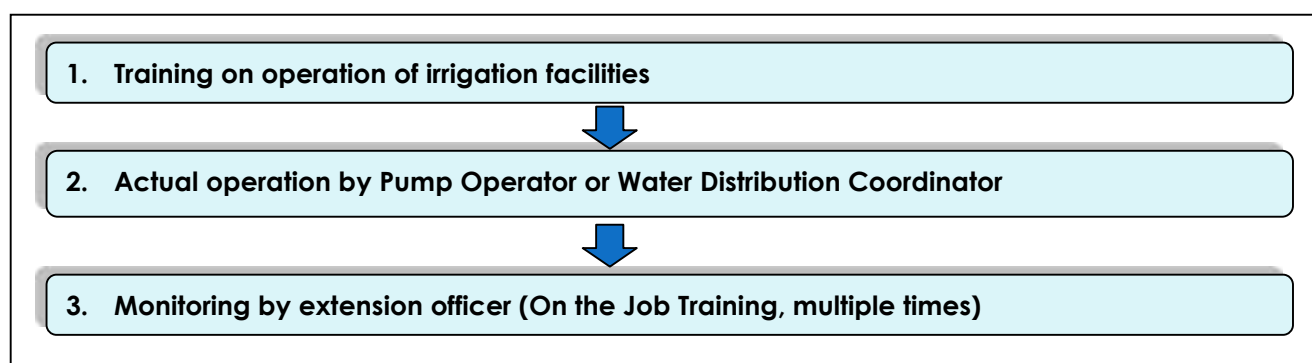 1. Training on operation of irrigation facilities
2. Actual operation by Pump Operator or Water Distribution Coordinator
3. Monitoring by extension officer (On the Job Training, multiple times)